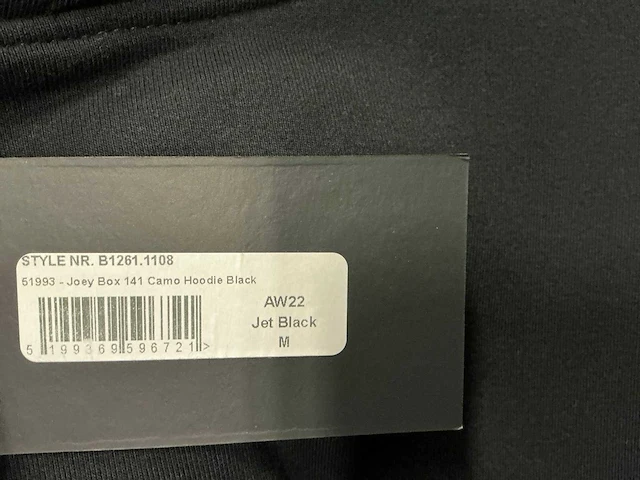 STYLE NR. B1261.1108
51993 - Joey Box 141 Camo Hoodie Black
AW22
Jet Black
M
5 199369 596721 >